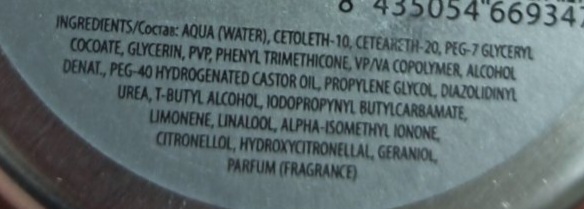 8 435054 66934
INGREDIENTS/Состав: AQUA (WATER), CETOLETH-10, CETEARETH-20, PEG-7 GLYCERYL
COCOATE, GLYCERIN, PVP, PHENYL TRIMETHICONE, VP/VA COPOLYMER, ALCOHOL
DENAT., PEG-40 HYDROGENATED CASTOR OIL, PROPYLENE GLYCOL, DIAZOLIDINYL
UREA, T-BUTYL ALCOHOL, IODOPROPYNYL BUTYLCARBAMATE,
LIMONENE, LINALOOL, ALPHA-ISOMETHYL IONONE,
CITRONELLOL, HYDROXYCITRONELLAL, GERANIOL,
PARFUM (FRAGRANCE)